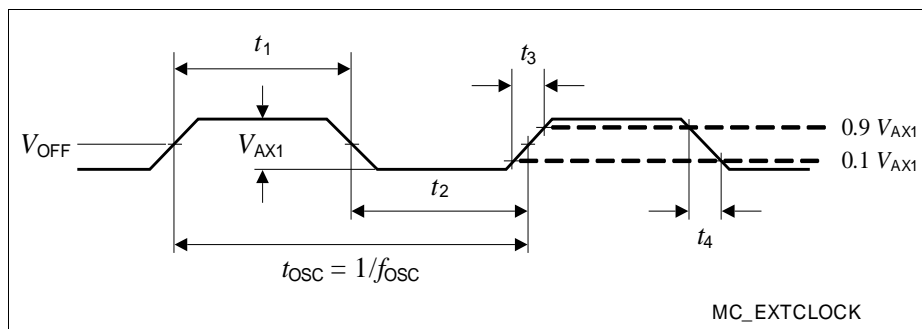 t1
t3
VOFF
VAX1
0.9 VAX1
0.1 VAX1
t2
t4
tOSC = 1/fOSC
MC_EXTCLOCK